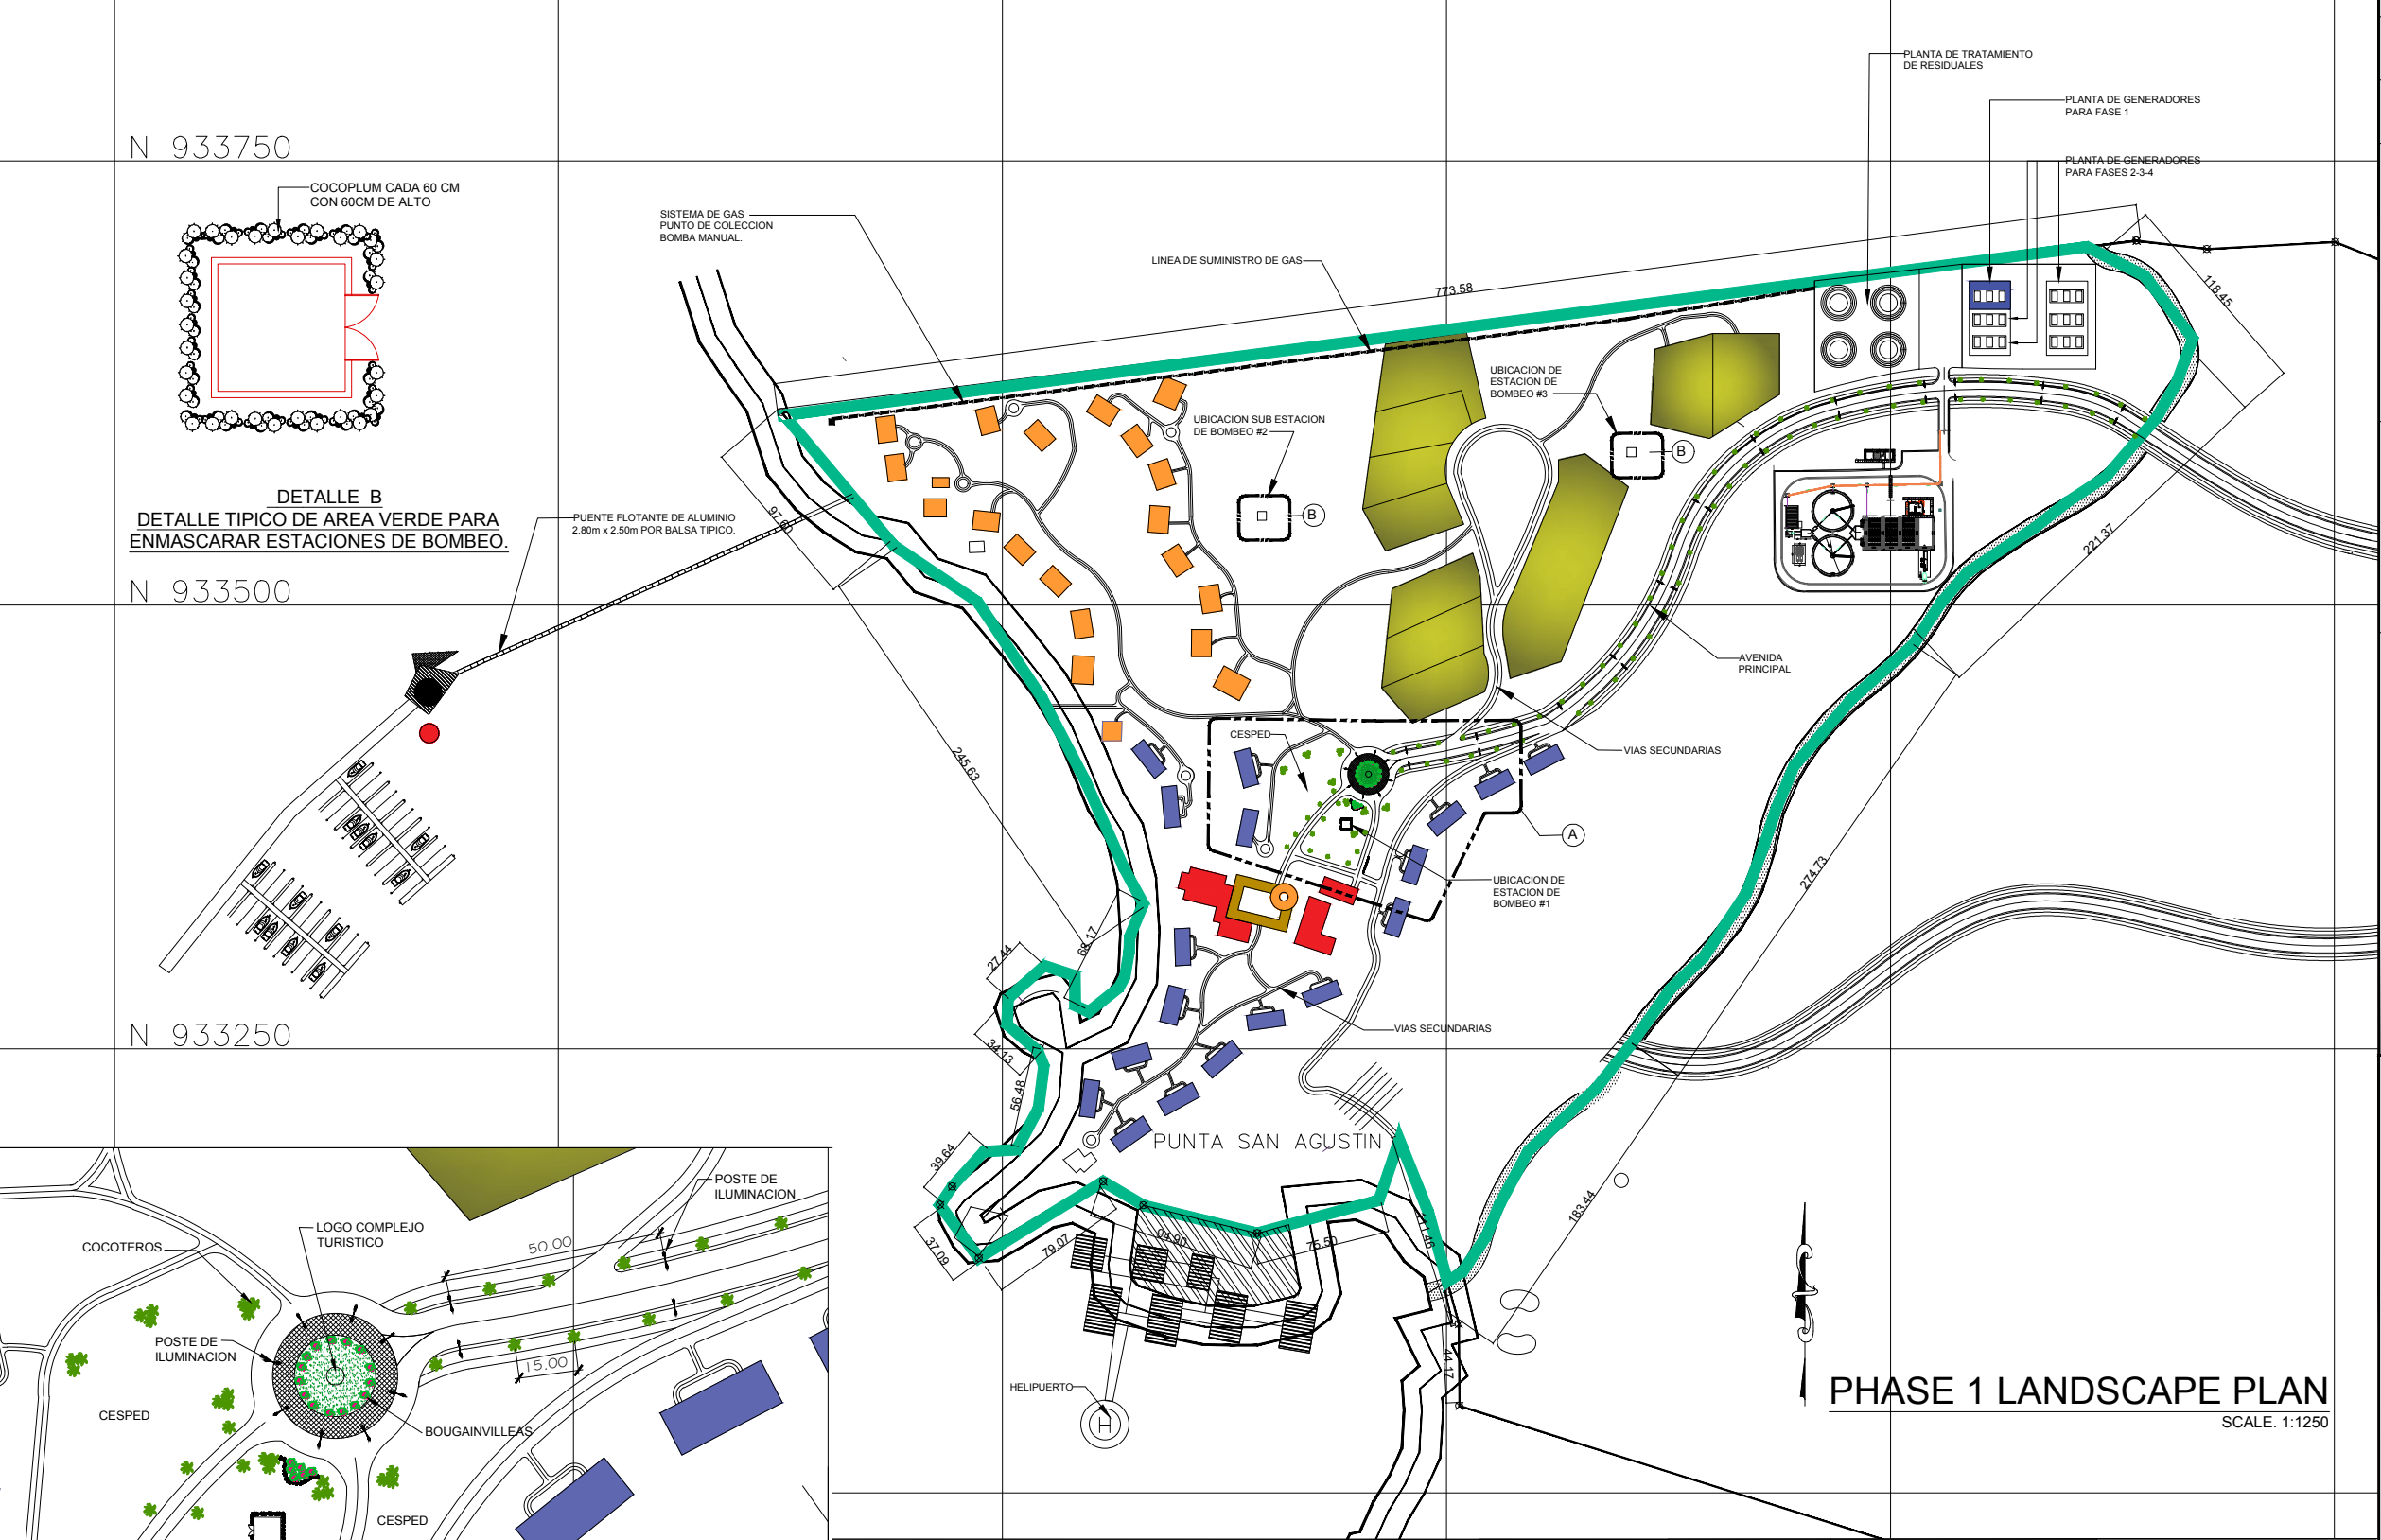 PLANTA DE TRATAMIENTO
DE RESIDUALES
PLANTA DE GENERADORES
PARA FASE 1
PLANTA DE GENERADORES
PARA FASES 2-3-4
N 933750
COCOPLUM CADA 60 CM
CON 60CM DE ALTO
SISTEMA DE GAS
PUNTO DE COLECCION
BOMBA MANUAL.
LINEA DE SUMINISTRO DE GAS
773.58
118.45
UBICACION DE
ESTACION DE
BOMBEO #3
UBICACION SUB ESTACION
DE BOMBEO #2
B
B
DETALLE B
DETALLE TIPICO DE AREA VERDE PARA
ENMASCARAR ESTACIONES DE BOMBEO.
PUENTE FLOTANTE DE ALUMINIO
2.80m x 2.50m POR BALSA TIPICO.
97.60
221.37
N 933500
AVENIDA
PRINCIPAL
CESPED
VIAS SECUNDARIAS
245.63
A
274.73
UBICACION DE
ESTACION DE
BOMBEO #1
68.17
27.44
N 933250
VIAS SECUNDARIAS
34.13
56.48
PUNTA SAN AGUSTIN
39.64
183.44
37.09
79.07
94.90
75.50
44.17
HELIPUERTO
H
POSTE DE
ILUMINACION
LOGO COMPLEJO
TURISTICO
COCOTEROS
50.00
POSTE DE
ILUMINACION
15.00
CESPED
BOUGAINVILLEAS
CESPED
PHASE 1 LANDSCAPE PLAN
SCALE. 1:1250